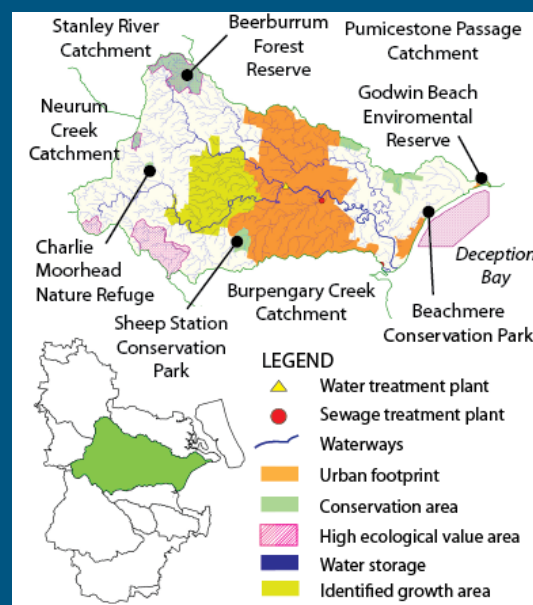 Stanley River
Catchment
Beerburrum
Forest
Reserve
Pumicestone Passage
Catchment
Neurum
Creek
Catchment
Godwin Beach
Enviromental
Reserve
Charlie
Moorhead
Nature Refuge
Deception
Bay
Burpengary Creek
Catchment
Beachmere
Conservation Park
Sheep Station
Conservation
Park
LEGEND
Water treatment plant
Sewage treatment plant
Waterways
Urban footprint
Conservation area
High ecological value area
Water storage
Identified growth area